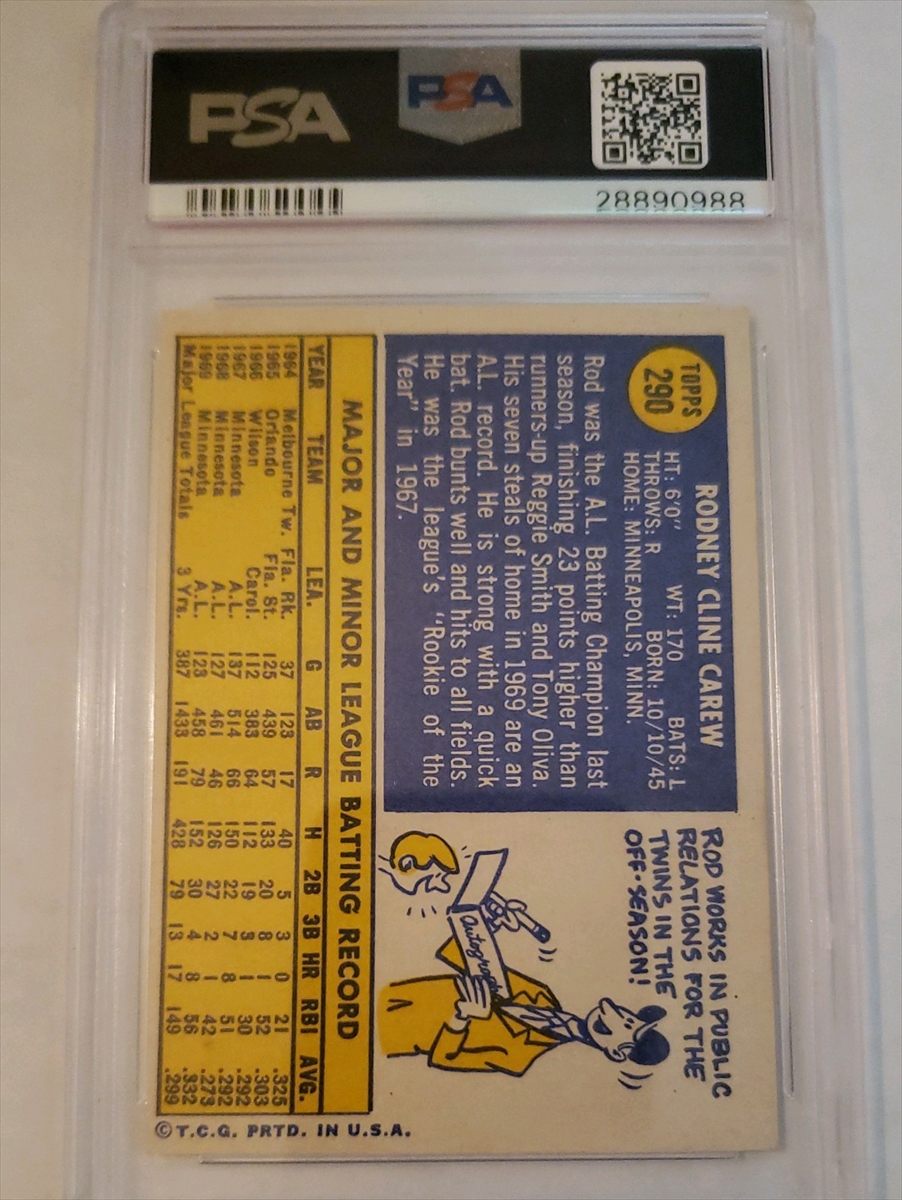 PSA
PSA
28890988
TOPPS
290
RODNEY CLINE CAREW
HT: 6'0" WT: 170 BATS: L
THROWS: R BORN: 10/10/45
HOME: MINNEAPOLIS, MINN.
Rod was the A.L. Batting Champion last
season, finishing 23 points higher than
runners-up Reggie Smith and Tony Oliva.
His seven steals of home in 1969 are an
A.L. record. He is strong with a quick
bat. Rod bunts well and hits to all fields.
He was the league's "Rookie of the
Year" in 1967.
ROD WORKS IN PUBLIC
RELATIONS FOR THE
TWINS IN THE
OFF-SEASON!
Autograph
MAJOR AND MINOR LEAGUE BATTING RECORD
YEAR TEAM LEA. G AB R H 2B 3B HR RBI AVG.
1964 Melbourne Tw. Fla. Rk. 37 123 17 40 5 3 0 21 .325
1965 Orlando Fla. St. 125 439 57 133 20 8 1 52 .303
1966 Wilson Carol. 112 383 64 112 19 3 1 30 .292
1967 Minnesota A.L. 137 514 66 150 22 7 8 51 .292
1968 Minnesota A.L. 127 461 46 126 27 2 1 42 .273
1969 Minnesota A.L. 123 458 79 152 30 4 8 56 .332
Major League Totals 3 Yrs. 387 1433 191 428 79 13 17 149 .299
© T.C.G. PRTD. IN U.S.A.